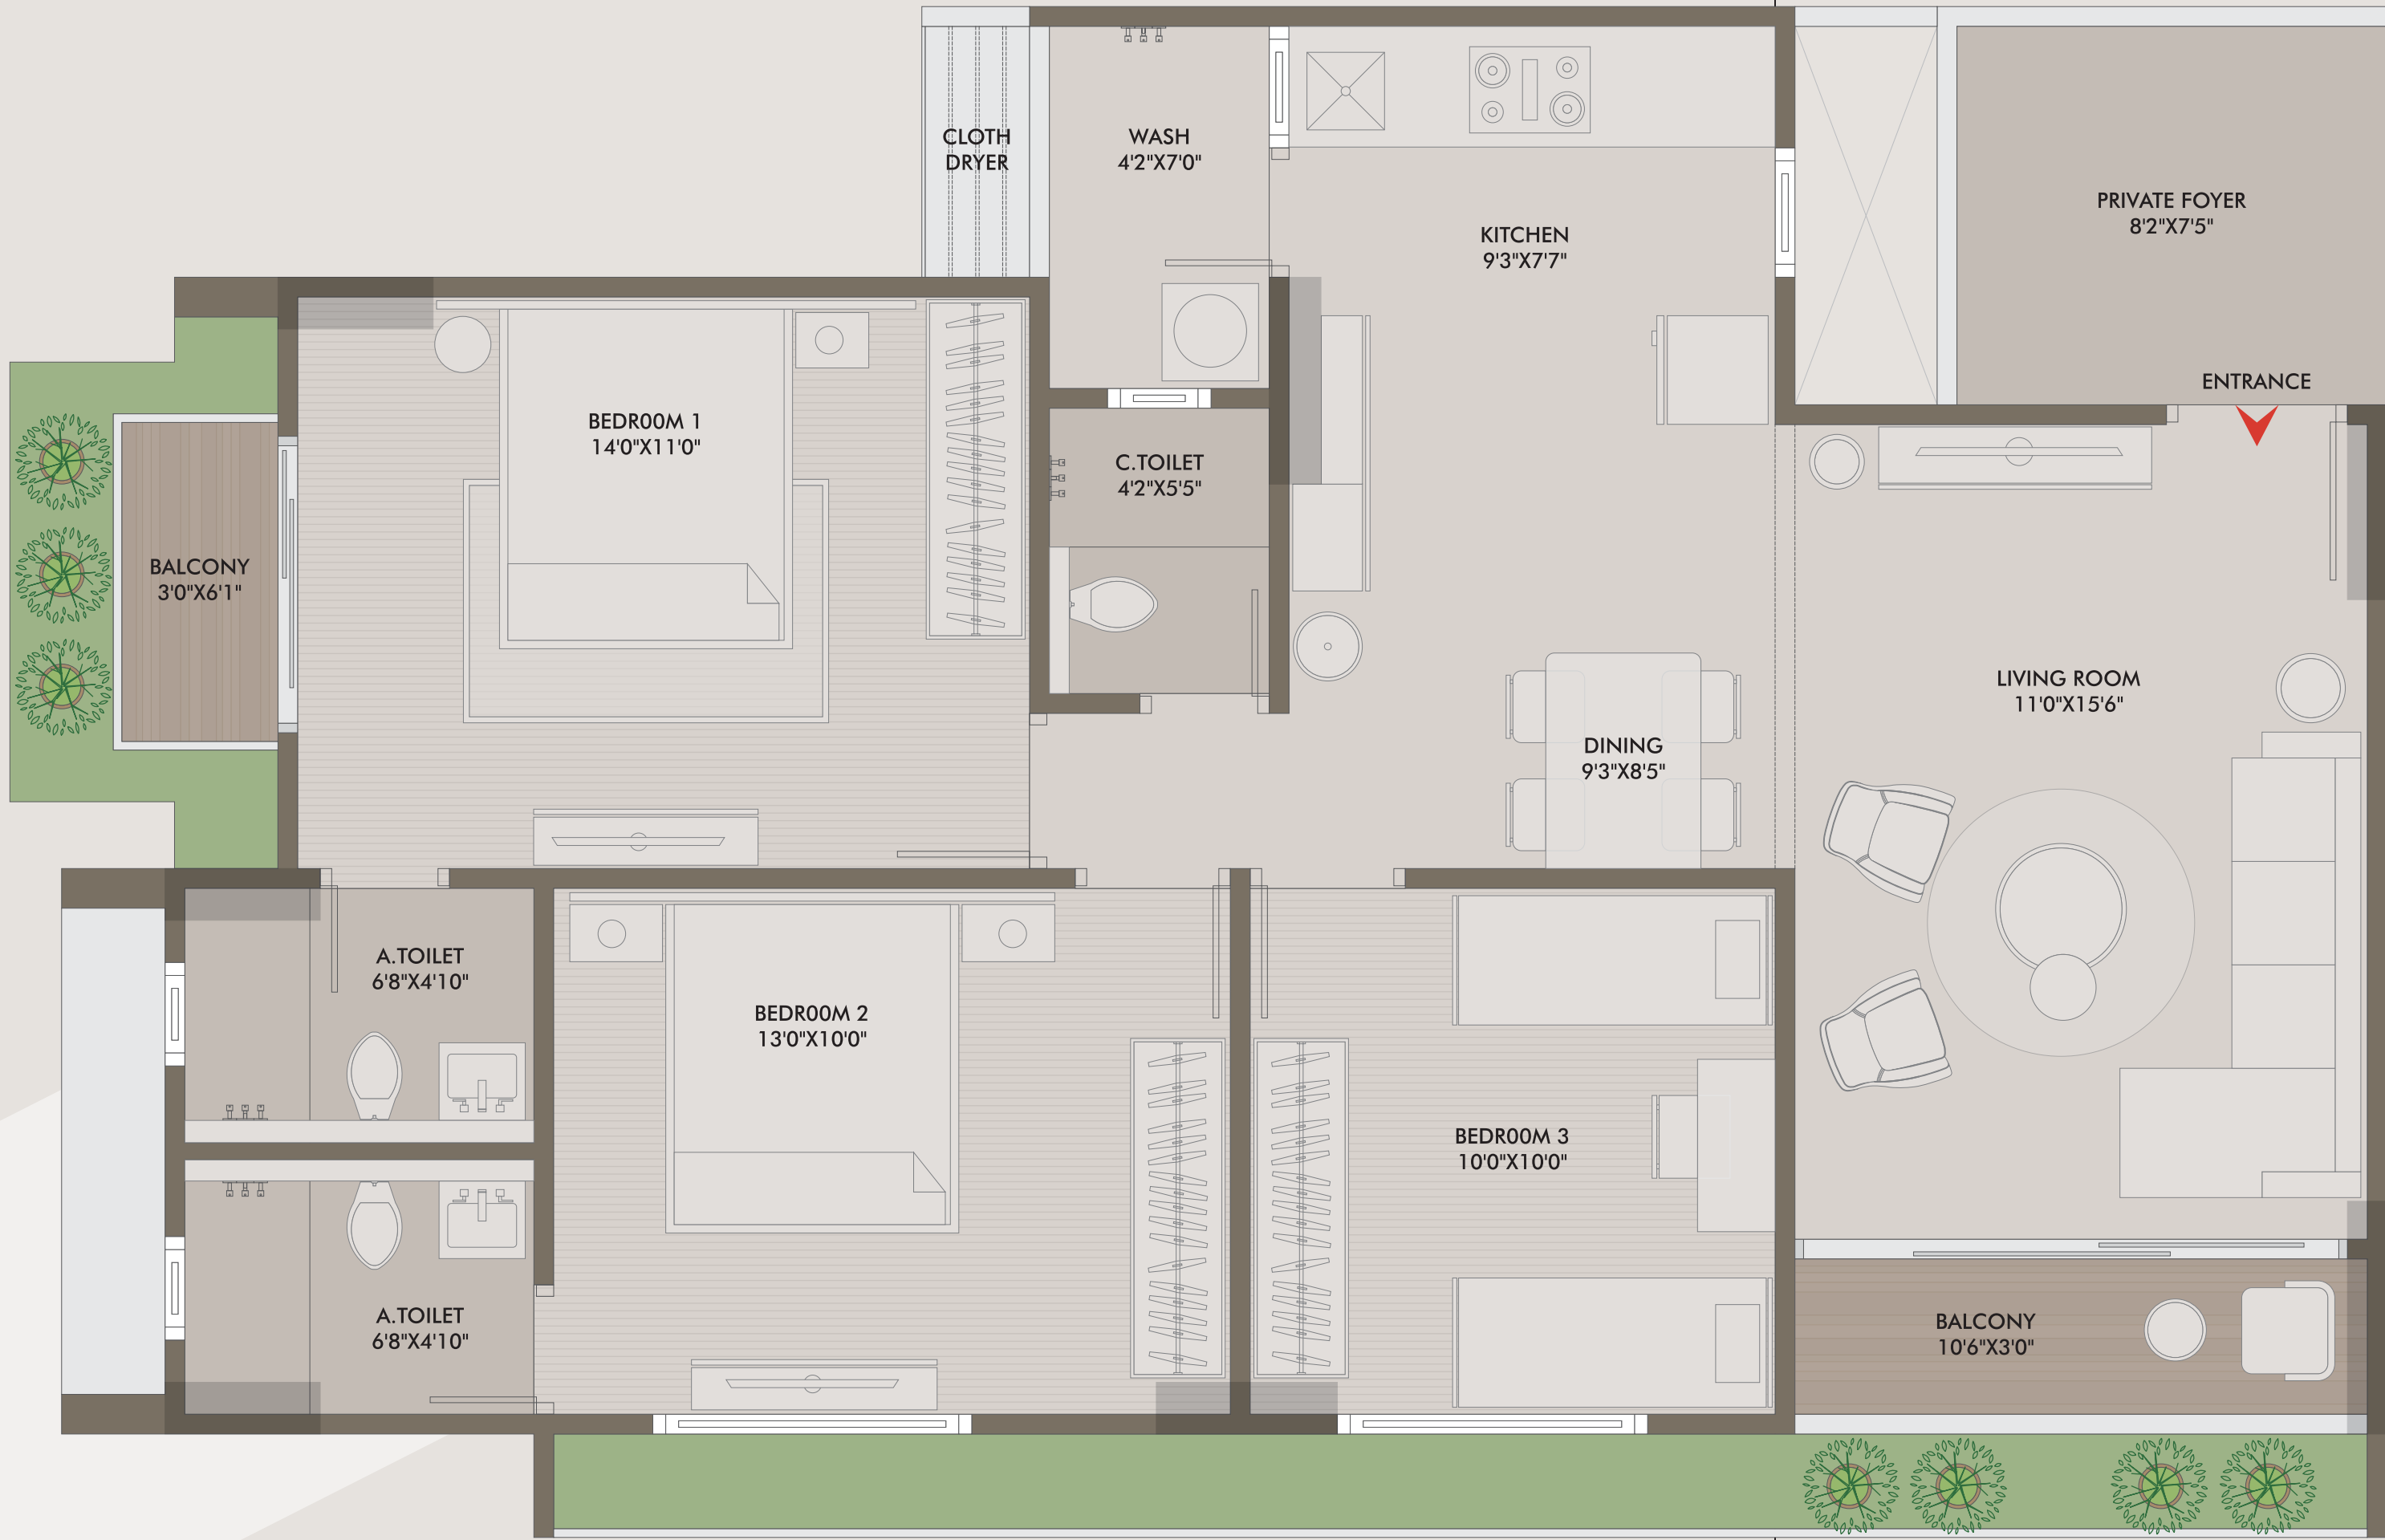 CLOTH
DRYER
WASH
4'2"X7'0"
KITCHEN
9'3"X7'7"
PRIVATE FOYER
8'2"X7'5"
ENTRANCE
BEDR00M 1
14'0"X11'0"
C.TOILET
4'2"X5'5"
BALCONY
3'0"X6'1"
LIVING ROOM
11'0"X15'6"
DINING
9'3"X8'5"
A.TOILET
6'8"X4'10"
BEDR00M 2
13'0"X10'0"
BEDR00M 3
10'0"X10'0"
A.TOILET
6'8"X4'10"
BALCONY
10'6"X3'0"